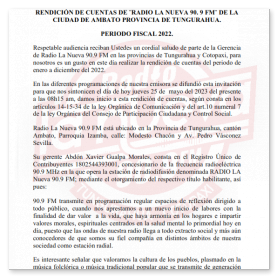 RENDICIÓN DE CUENTAS DE ¨RADIO LA NUEVA 90. 9 FM¨ DE LA
CIUDAD DE AMBATO PROVINCIA DE TUNGURAHUA.
PERIODO FISCAL 2022.
Respetable audiencia reciban Ustedes un cordial saludo de parte de la Gerencia
de Radio La Nueva 90.9 FM en las provincias de Tungurahua y Cotopaxi, para
nosotros es un gusto en este día realizar la rendición de cuentas del periodo de
enero a diciembre del 2022.
En las diferentes programaciones de nuestra emisora se difundido esta invitación
para que nos sintonicen el día de hoy jueves 25 de mayo del 2023 al presente
a las 08h15 am, damos inicio a esta rendición de cuentas, según consta en los
artículos 14-15-34 de la ley Orgánica de Comunicación y del art.10 numeral 7
de la ley Orgánica del Consejo de Participación Ciudadana y Control Social.
Radio La Nueva 90.9 FM está ubicado en la Provincia de Tungurahua, cantón
Ambato, Parroquia Izamba, calle: Modesto Chacón y Av. Pedro Vásconez
Sevilla.
Su gerente Abdón Xavier Gualpa Morales, consta en el Registro Único de
Contribuyentes 1802544393001, concesionario de la frecuencia radioeléctrica
90.9 MHz en la que opera la estación de radiodifusión denominada RADIO LA
NUEVA 90.9 FM; mediante el otorgamiento del respectivo título habilitante, así
pues:
90.9 FM transmite en programación regular espacios de reflexión dirigido a
todo público, cuando nos aprestamos a un nuevo inicio de labores con la
finalidad de dar valor a la vida, que haya armonía en los hogares e impartir
valores morales, espirituales centrados en la salud mental lo primordial hoy en
día, puesto que las ondas de nuestra radio llega a todo extracto social y más aún
conocedores de que somos su fiel compañía en distintos ámbitos de nuestra
sociedad como estación radial.
Es interesante señalar que valoramos la cultura de los pueblos, plasmado en la
música folklórica o música tradicional popular que se transmite de generación